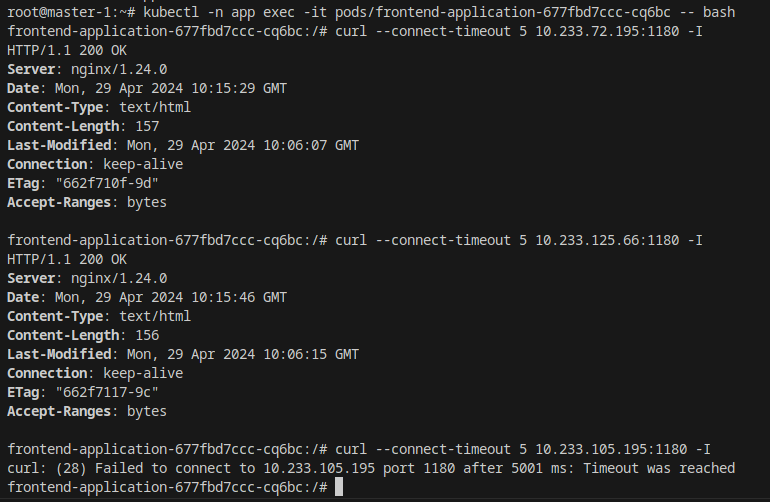 root@master-1:~# kubectl -n app exec -it pods/frontend-application-677fbd7ccc-cq6bc -- bash
frontend-application-677fbd7ccc-cq6bc:/# curl --connect-timeout 5 10.233.72.195:1180 -I
HTTP/1.1 200 OK
Server: nginx/1.24.0
Date: Mon, 29 Apr 2024 10:15:29 GMT
Content-Type: text/html
Content-Length: 157
Last-Modified: Mon, 29 Apr 2024 10:06:07 GMT
Connection: keep-alive
ETag: "662f710f-9d"
Accept-Ranges: bytes

frontend-application-677fbd7ccc-cq6bc:/# curl --connect-timeout 5 10.233.125.66:1180 -I
HTTP/1.1 200 OK
Server: nginx/1.24.0
Date: Mon, 29 Apr 2024 10:15:46 GMT
Content-Type: text/html
Content-Length: 156
Last-Modified: Mon, 29 Apr 2024 10:06:15 GMT
Connection: keep-alive
ETag: "662f7117-9c"
Accept-Ranges: bytes

frontend-application-677fbd7ccc-cq6bc:/# curl --connect-timeout 5 10.233.105.195:1180 -I
curl: (28) Failed to connect to 10.233.105.195 port 1180 after 5001 ms: Timeout was reached
frontend-application-677fbd7ccc-cq6bc:/#